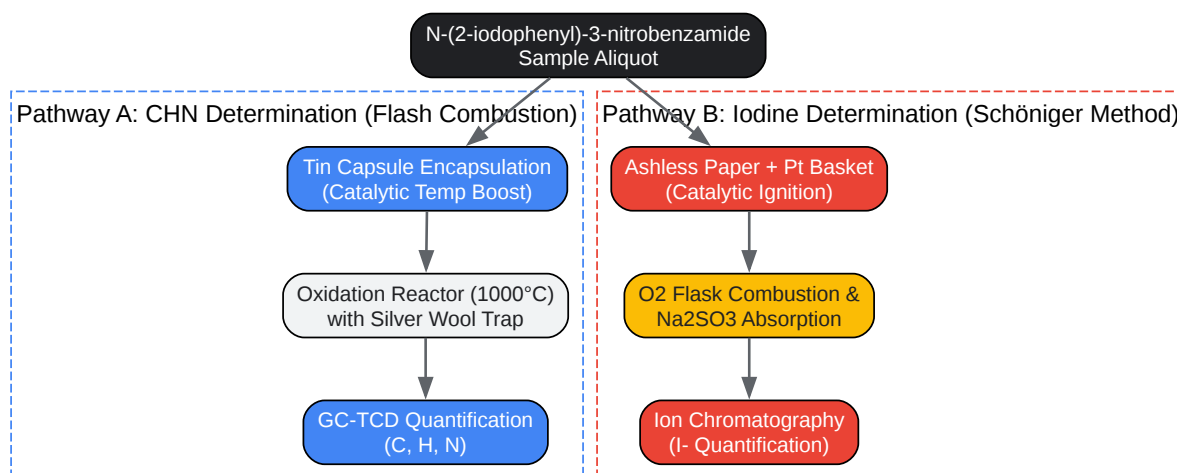 N-(2-iodophenyl)-3-nitrobenzamide
Sample Aliquot
Pathway A: CHN Determination (Flash Combustion)
Pathway B: Iodine Determination (Schöniger Method)
Tin Capsule Encapsulation
(Catalytic Temp Boost)
Ashless Paper + Pt Basket
(Catalytic Ignition)
Oxidation Reactor (1000°C)
with Silver Wool Trap
O2 Flask Combustion &
Na2SO3 Absorption
GC-TCD Quantification
(C, H, N)
Ion Chromatography
(I- Quantification)